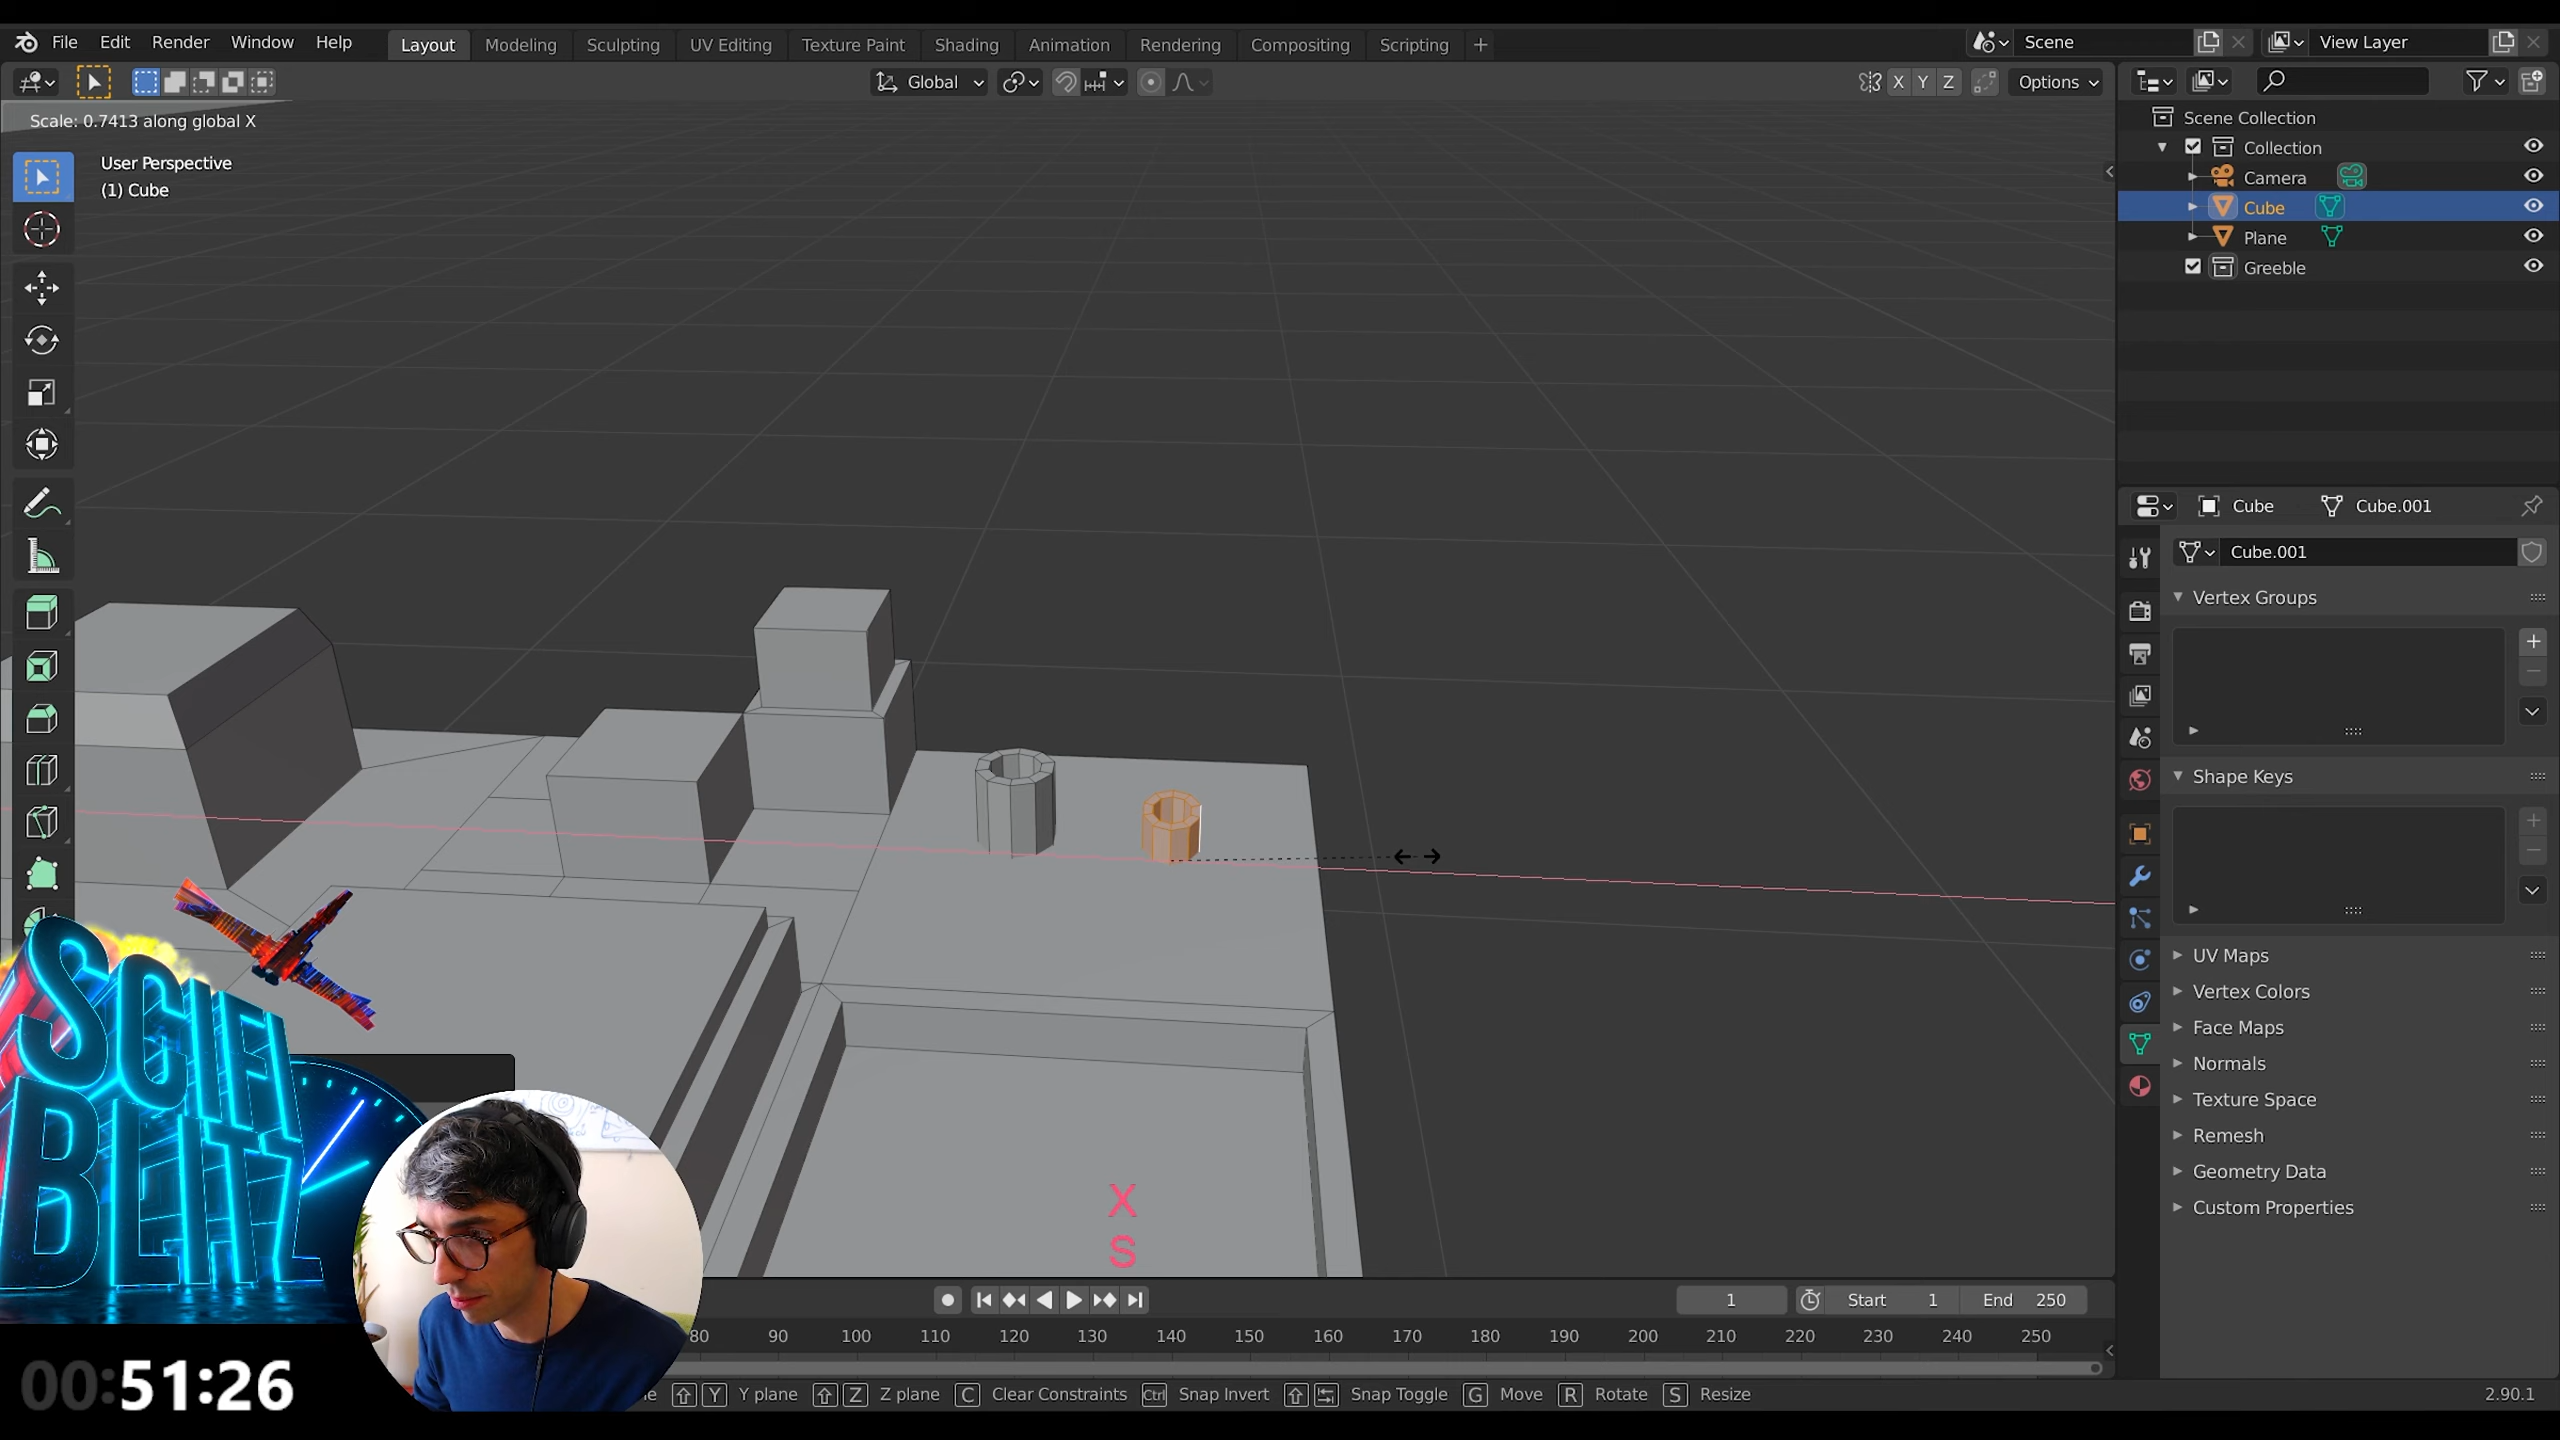 File Edit Render Window Help Layout Modeling Sculpting UV Editing Texture Paint Shading Animation Rendering Compositing Scripting + Scene View Layer
Global X Y Z Options
Scale: 0.7413 along global X
User Perspective
(1) Cube
Scene Collection
Collection
Camera
Cube
Plane
Greeble
Cube Cube.001
Cube.001
Vertex Groups
Shape Keys
UV Maps
Vertex Colors
Face Maps
Normals
Texture Space
Remesh
Geometry Data
Custom Properties
SCIFI
BLITZ
X
S
1 Start 1 End 250
80 90 100 110 120 130 140 150 160 170 180 190 200 210 220 230 240 250
00:51:26
Y Y plane Z Z plane C Clear Constraints Ctrl Snap Invert Snap Toggle G Move R Rotate S Resize 2.90.1